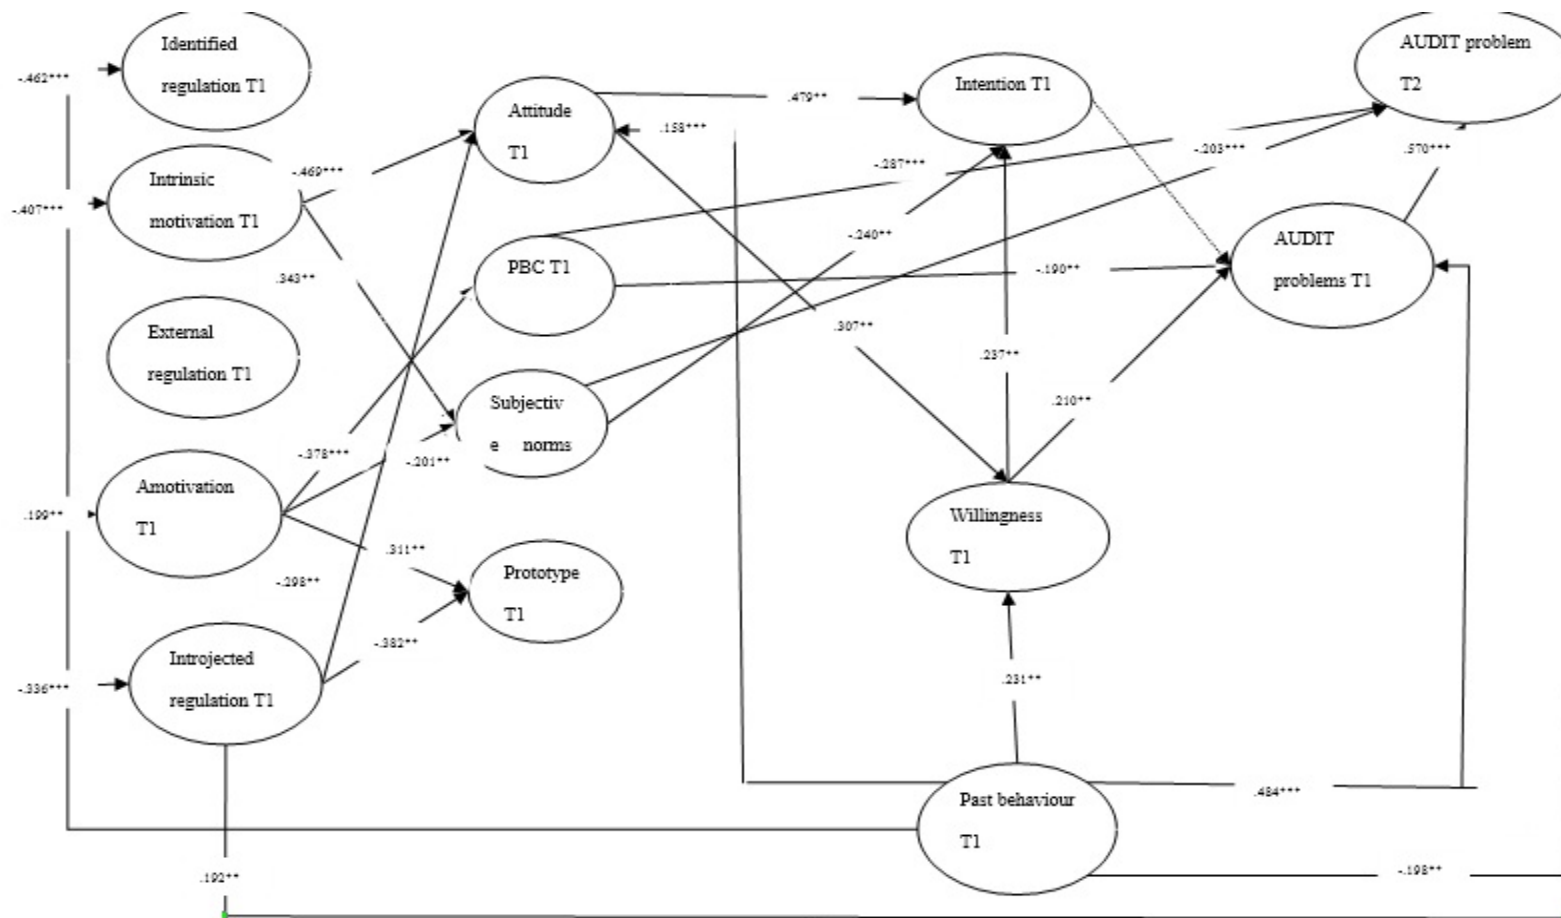 Identified
regulation T1
AUDIT problem
T2
-.462***
Attitude
T1
.479**
Intention T1
.158***
-.203***
.570***
Intrinsic
motivation T1
-.469***
-.287***
-.407***
-.240**
AUDIT
problems T1
.343**
PBC T1
-.190**
External
regulation T1
.307**
.237**
Subjectiv
e norms
.210**
-.378***
-.201**
Amotivation
T1
.199**
Willingness
T1
.311**
-.298**
Prototype
T1
-.382**
Introjected
regulation T1
-.336***
.231**
.484***
Past behaviour
T1
-.198**
.192**